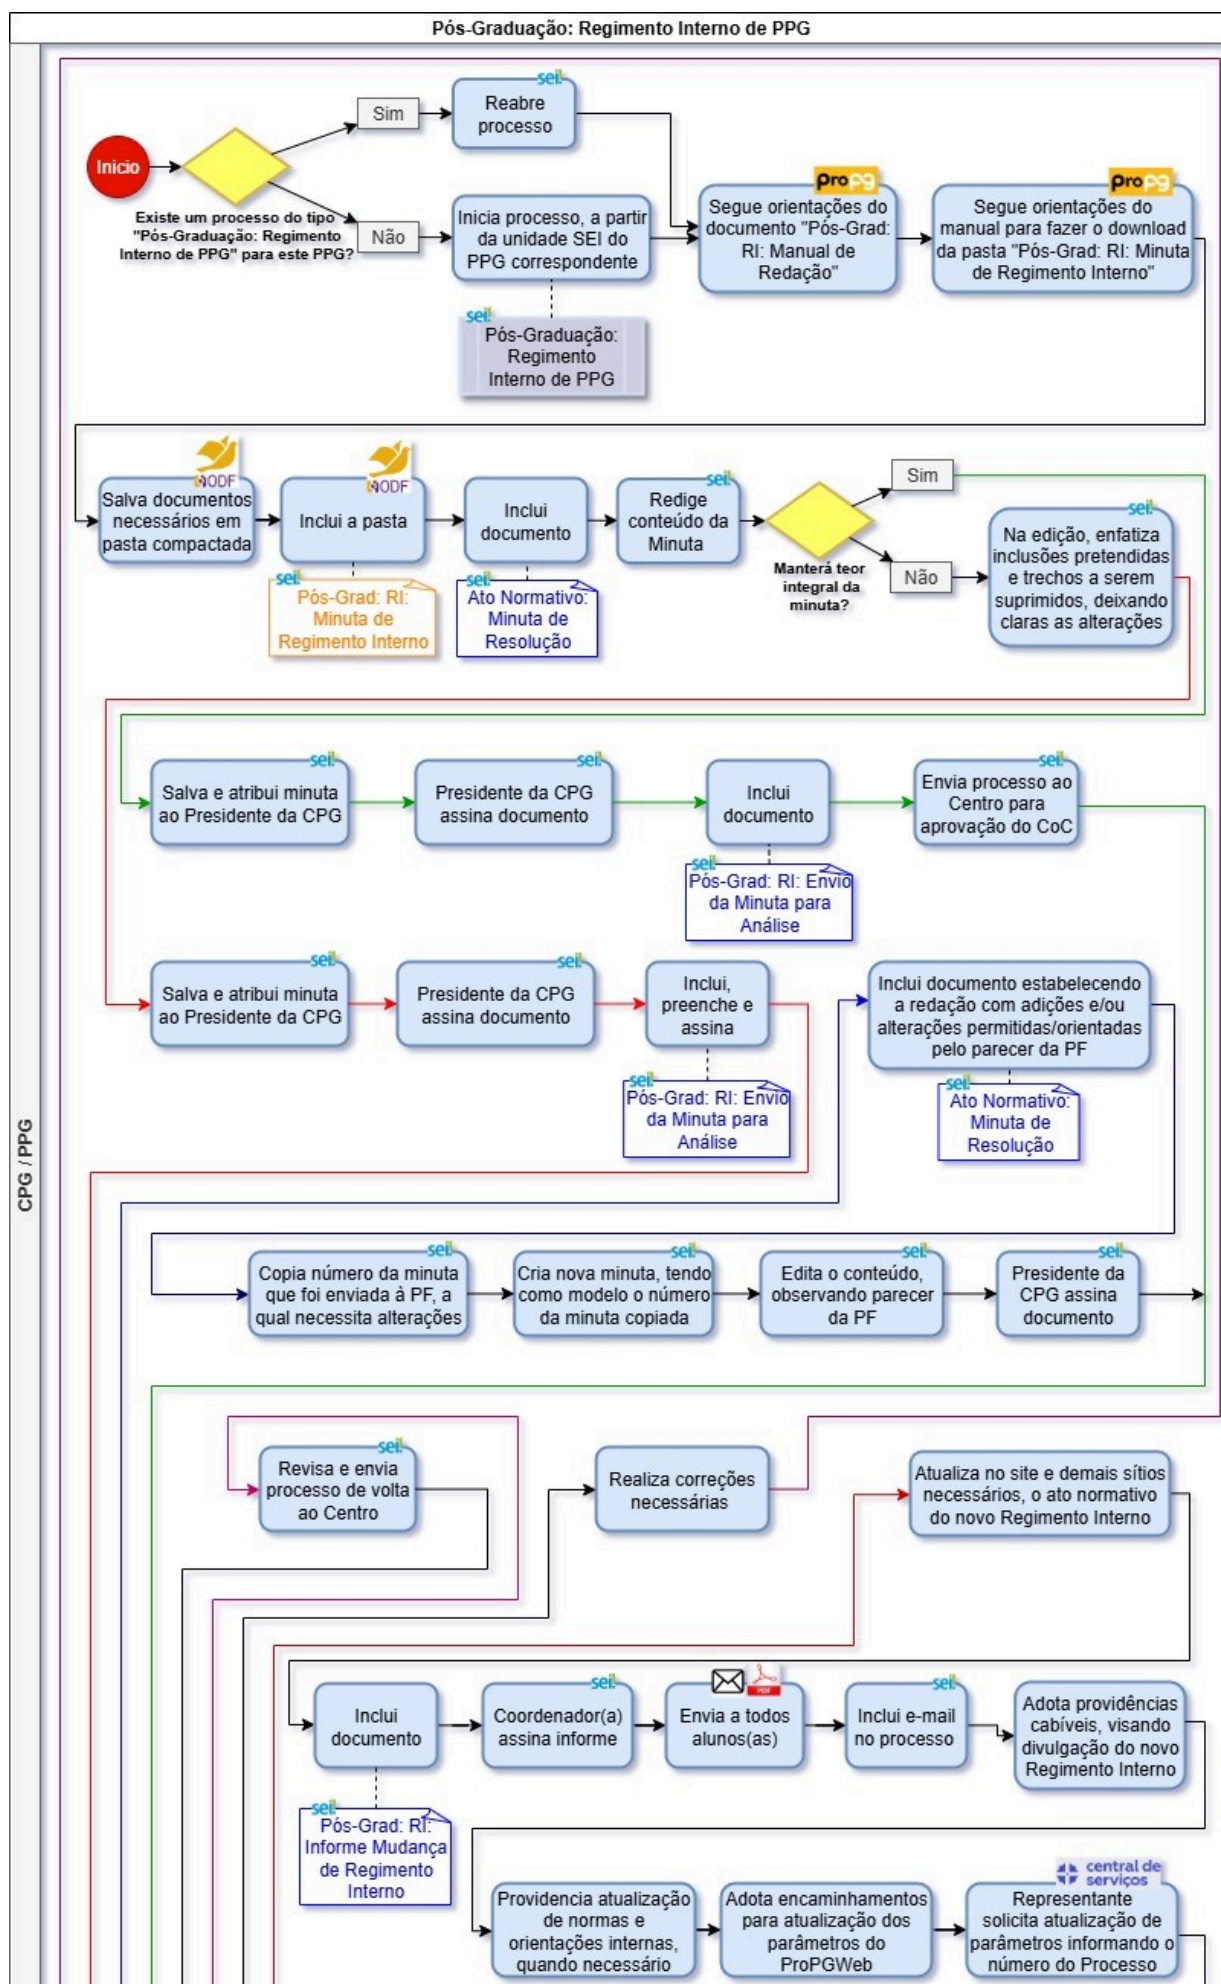 Pós-Graduação: Regimento Interno de PPG
CPG / PPG
Inicio
Existe um processo do tipo
"Pós-Graduação: Regimento
Interno de PPG" para este PPG?
Sim
Não
sei!
Reabre
processo
Inicia processo, a partir
da unidade SEI do
PPG correspondente
sei!
Pós-Graduação:
Regimento
Interno de PPG
ProPg
Segue orientações do
documento "Pós-Grad:
RI: Manual de
Redação"
ProPg
Segue orientações do
manual para fazer o download
da pasta "Pós-Grad: RI: Minuta
de Regimento Interno"
ODF
Salva documentos
necessários em
pasta compactada
ODF
Inclui a pasta
sei!
Pós-Grad: RI:
Minuta de
Regimento Interno
Inclui
documento
sei!
Ato Normativo:
Minuta de
Resolução
sei!
Redige
conteúdo da
Minuta
Manterá teor
integral da
minuta?
Sim
Não
sei!
Na edição, enfatiza
inclusões pretendidas
e trechos a serem
suprimidos, deixando
claras as alterações
sei!
Salva e atribui minuta
ao Presidente da CPG
sei!
Presidente da CPG
assina documento
Inclui
documento
sei!
Pós-Grad: RI: Envio
da Minuta para
Análise
sei!
Envia processo ao
Centro para
aprovação do CoC
sei!
Salva e atribui minuta
ao Presidente da CPG
sei!
Presidente da CPG
assina documento
Inclui,
preenche e
assina
sei!
Pós-Grad: RI: Envio
da Minuta para
Análise
Inclui documento estabelecendo
a redação com adições e/ou
alterações permitidas/orientadas
pelo parecer da PF
sei!
Ato Normativo:
Minuta de
Resolução
sei!
Copia número da minuta
que foi enviada à PF, a
qual necessita alterações
sei!
Cria nova minuta, tendo
como modelo o número
da minuta copiada
sei!
Edita o conteúdo,
observando parecer
da PF
sei!
Presidente da
CPG assina
documento
sei!
Revisa e envia
processo de volta
ao Centro
Realiza correções
necessárias
Atualiza no site e demais sítios
necessários, o ato normativo
do novo Regimento Interno
Inclui
documento
sei!
Pós-Grad: RI:
Informe Mudança
de Regimento
Interno
sei!
Coordenador(a)
assina informe
PDF
Envia a todos
alunos(as)
sei!
Inclui e-mail
no processo
Adota providências
cabíveis, visando
divulgação do novo
Regimento Interno
Providencia atualização
de normas e
orientações internas,
quando necessário
Adota encaminhamentos
para atualização dos
parâmetros do
ProPGWeb
central de
serviços
Representante
solicita atualização de
parâmetros informando o
número do Processo